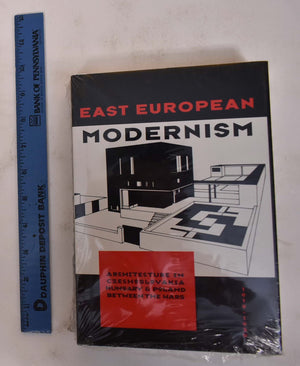 BANK OF PENNSYLVANIA
DAUPHIN DEPOSIT BANK
EAST EUROPEAN
MODERNISM
ARCHITECTURE IN
CZECHOSLOVAKIA
HUNGARY & POLAND
BETWEEN THE WARS